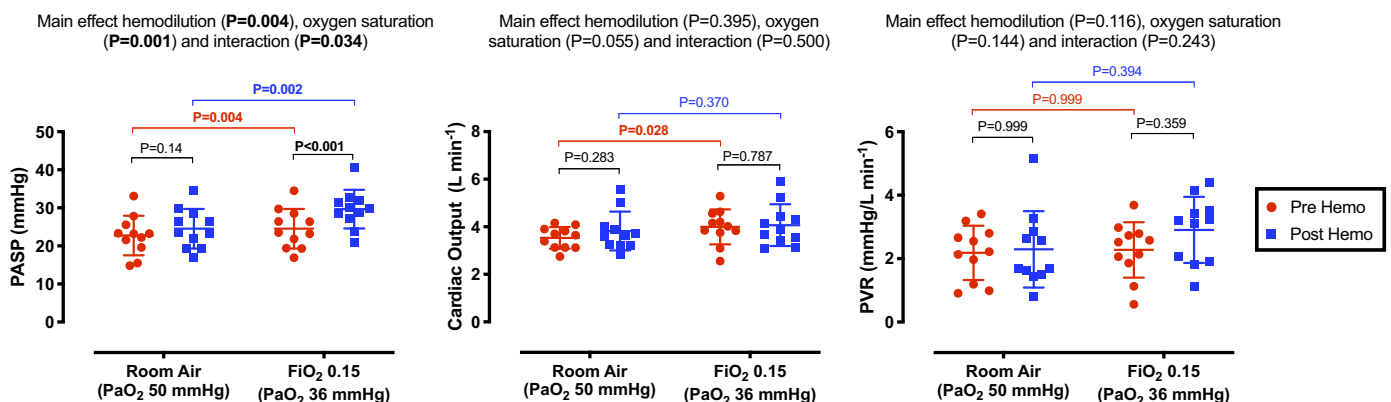 Main effect hemodilution (P=0.004), oxygen saturation
(P=0.001) and interaction (P=0.034)
P=0.002
P=0.004
P=0.14
P<0.001
PASP (mmHg)
50
40
30
20
10
0
Room Air
(PaO₂ 50 mmHg)
FiO₂ 0.15
(PaO₂ 36 mmHg)
Main effect hemodilution (P=0.395), oxygen
saturation (P=0.055) and interaction (P=0.500)
P=0.370
P=0.028
P=0.283
P=0.787
Cardiac Output (L min⁻¹)
8
6
4
2
0
Room Air
(PaO₂ 50 mmHg)
FiO₂ 0.15
(PaO₂ 36 mmHg)
Main effect hemodilution (P=0.116), oxygen saturation
(P=0.144) and interaction (P=0.243)
P=0.394
P=0.999
P=0.999
P=0.359
PVR (mmHg/L min⁻¹)
6
4
2
0
Room Air
(PaO₂ 50 mmHg)
FiO₂ 0.15
(PaO₂ 36 mmHg)
Pre Hemo
Post Hemo